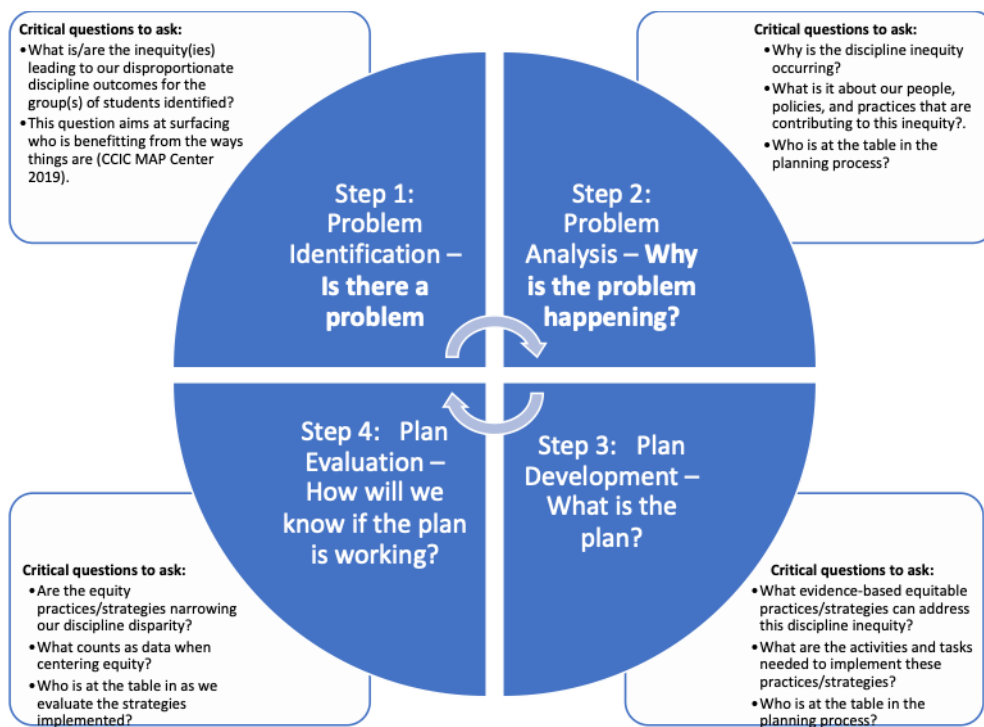 Critical questions to ask:
•What is/are the inequity(ies)
leading to our disproportionate
discipline outcomes for the
group(s) of students identified?
•This question aims at surfacing
who is benefitting from the ways
things are (CCIC MAP Center
2019).
Critical questions to ask:
•Why is the discipline inequity
occurring?
•What is it about our people,
policies, and practices that are
contributing to this inequity?.
•Who is at the table in the
planning process?
Step 1:
Problem
Identification –
Is there a
problem
Step 2:
Problem
Analysis – Why
is the problem
happening?
Step 4: Plan
Evaluation –
How will we
know if the plan
is working?
Step 3: Plan
Development –
What is the
plan?
Critical questions to ask:
•Are the equity
practices/strategies narrowing
our discipline disparity?
•What counts as data when
centering equity?
•Who is at the table in as we
evaluate the strategies
implemented?
Critical questions to ask:
•What evidence-based equitable
practices/strategies can address
this discipline inequity?
•What are the activities and tasks
needed to implement these
practices/strategies?
•Who is at the table in the
planning process?